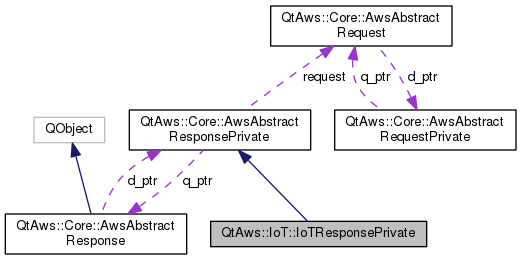 QtAws::Core::AwsAbstract
Request
request
q_ptr
d_ptr
QObject
QtAws::Core::AwsAbstract
ResponsePrivate
QtAws::Core::AwsAbstract
RequestPrivate
d_ptr
q_ptr
QtAws::Core::AwsAbstract
Response
QtAws::IoT::IoTResponsePrivate